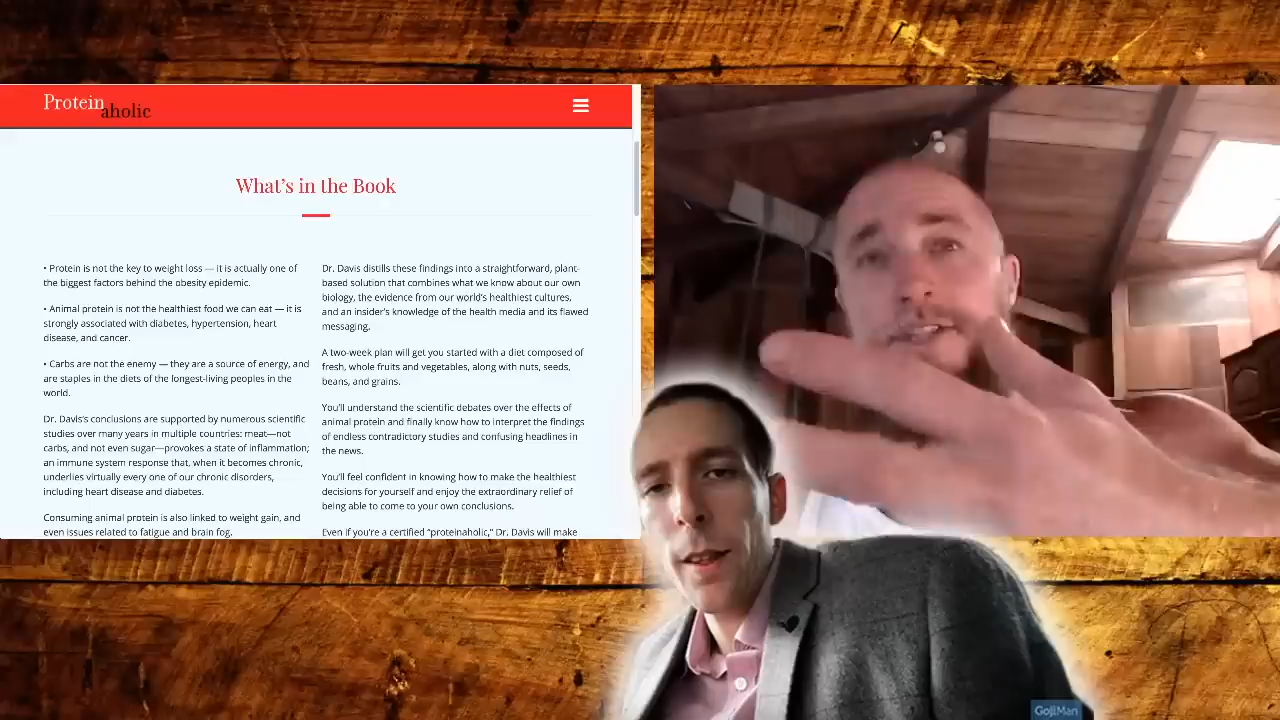 Protein
aholic
What's in the Book
• Protein is not the key to weight loss — it is actually one of
the biggest factors behind the obesity epidemic.
• Animal protein is not the healthiest food we can eat — it is
strongly associated with diabetes, hypertension, heart
disease, and cancer.
• Carbs are not the enemy — they are a source of energy, and
are staples in the diets of the longest-living peoples in the
world.
Dr. Davis's conclusions are supported by numerous scientific
studies over many years in multiple countries: meat—not
carbs, and not even sugar—provokes a state of inflammation;
an immune system response that, when it becomes chronic,
underlies virtually every one of our chronic disorders,
including heart disease and diabetes.
Consuming animal protein is also linked to weight gain, and
even issues related to fatigue and brain fog.
Dr. Davis distills these findings into a straightforward, plant-
based solution that combines what we know about our own
biology, the evidence from our world's healthiest cultures,
and an insider's knowledge of the health media and its flawed
messaging.
A two-week plan will get you started with a diet composed of
fresh, whole fruits and vegetables, along with nuts, seeds,
beans, and grains.
You'll understand the scientific debates over the effects of
animal protein and finally know how to interpret the findings
of endless contradictory studies and confusing headlines in
the news.
You'll feel confident in knowing how to make the healthiest
decisions for yourself and enjoy the extraordinary relief of
being able to come to your own conclusions.
Even if you're a certified “proteinaholic,” Dr. Davis will make
GojiMan